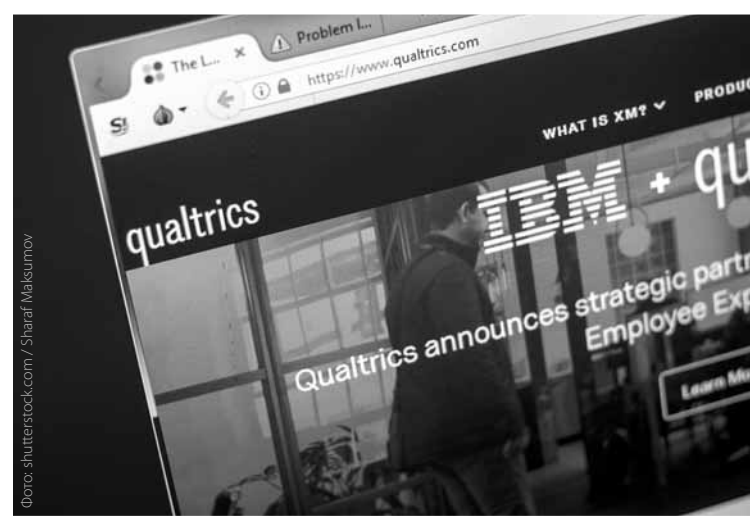 The L... × Problem I...
S! https://www.qualtrics.com
WHAT IS XM?
qualtrics
IBM + qu
Qualtrics announces strategic partn
Employee Exp
Learn Mo
Фото: shutterstock.com / Sharaf Maksumov